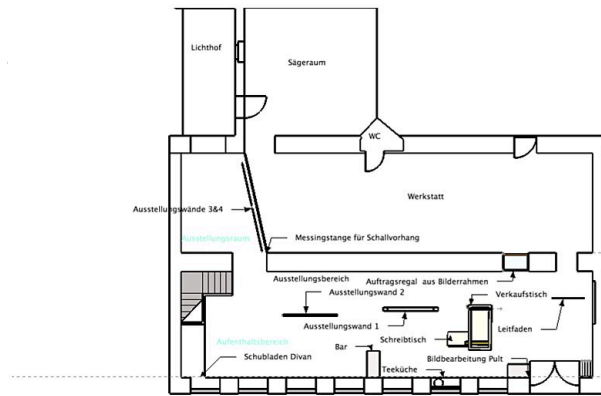 Lichthof
Sägeraum
WC
Werkstatt
Ausstellungswände 3&4
Ausstellungsraum
Messingstange für Schallvorhang
Ausstellungsbereich
Auftragsregal aus Bilderrahmen
Ausstellungswand 2
Verkaufstisch
Ausstellungswand 1
Leitfaden
Schreibtisch
Aufenthaltsbereich
Bar
Schubladen Divan
Bildbearbeitung Pult
Teeküche